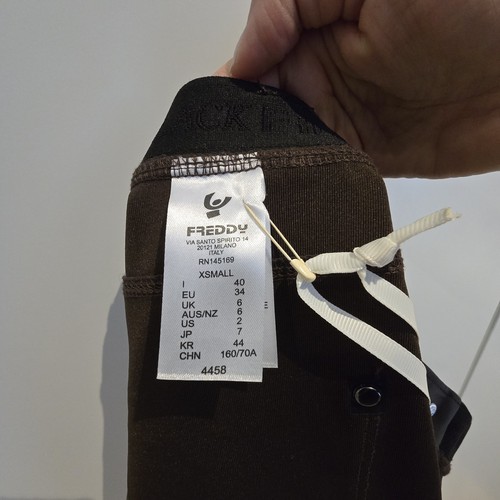 FREDDY
VIA SANTO SPIRITO 14
20121 MILANO
ITALY
RN145169
XSMALL
I 40
EU 34
UK 6
AUS/NZ 6
US 2
JP 7
KR 44
CHN 160/70A
4458